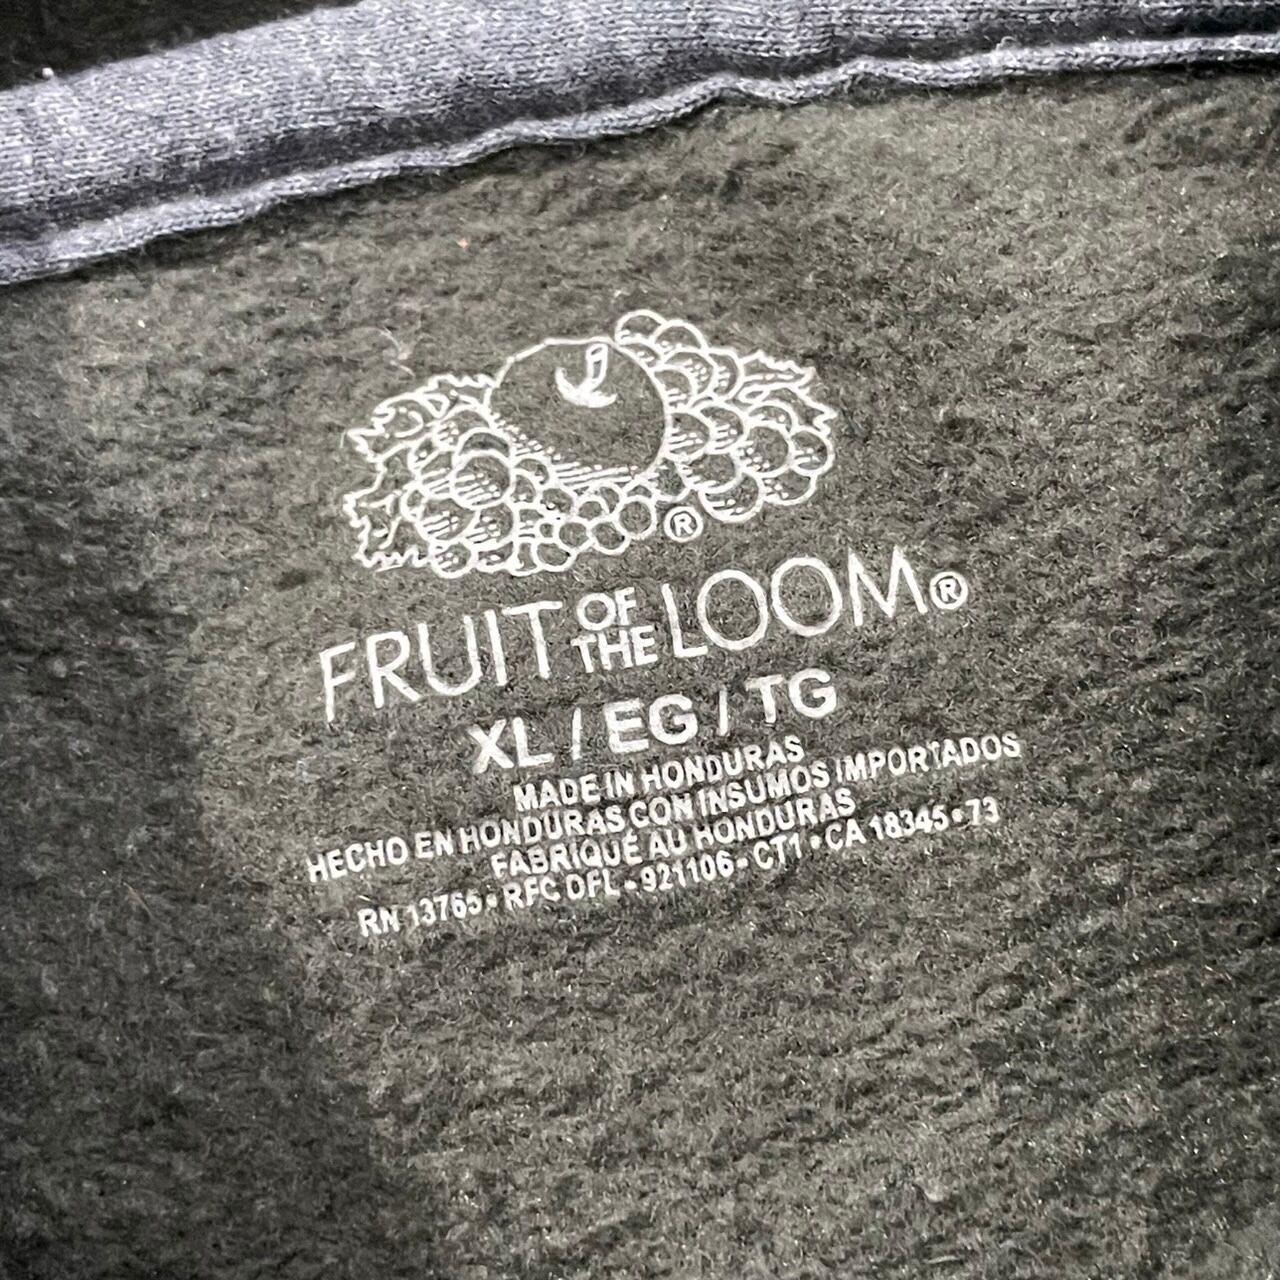 ®
FRUIT OF THE LOOM®
XL / EG / TG
MADE IN HONDURAS
HECHO EN HONDURAS CON INSUMOS IMPORTADOS
FABRIQUÉ AU HONDURAS
RN 13765 • RFC DFL - 921106 - CT1 • CA 18345 • 73